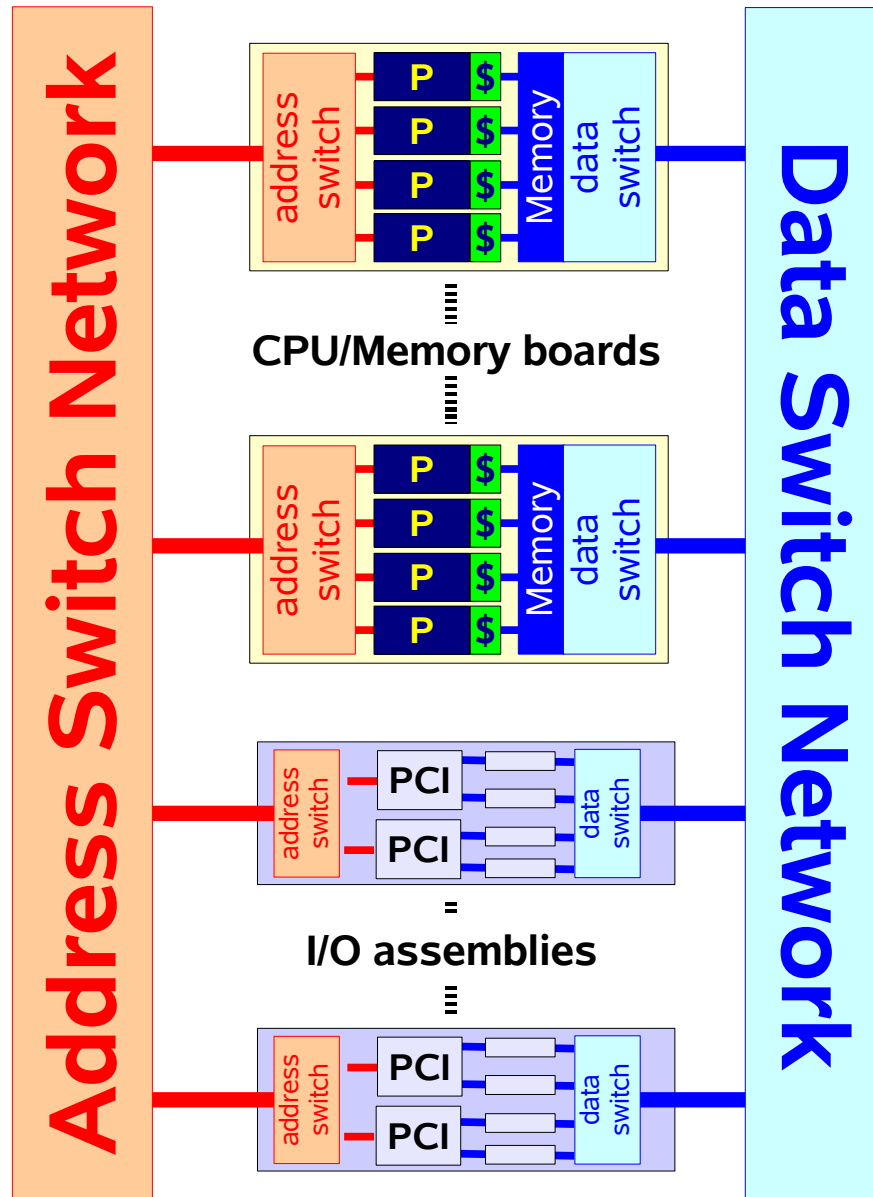 Address Switch Network
address
switch
P $
P $
P $
P $
Memory
data
switch
CPU/Memory boards
address
switch
P $
P $
P $
P $
Memory
data
switch
address
switch
PCI
PCI
data
switch
I/O assemblies
address
switch
PCI
PCI
data
switch
Data Switch Network